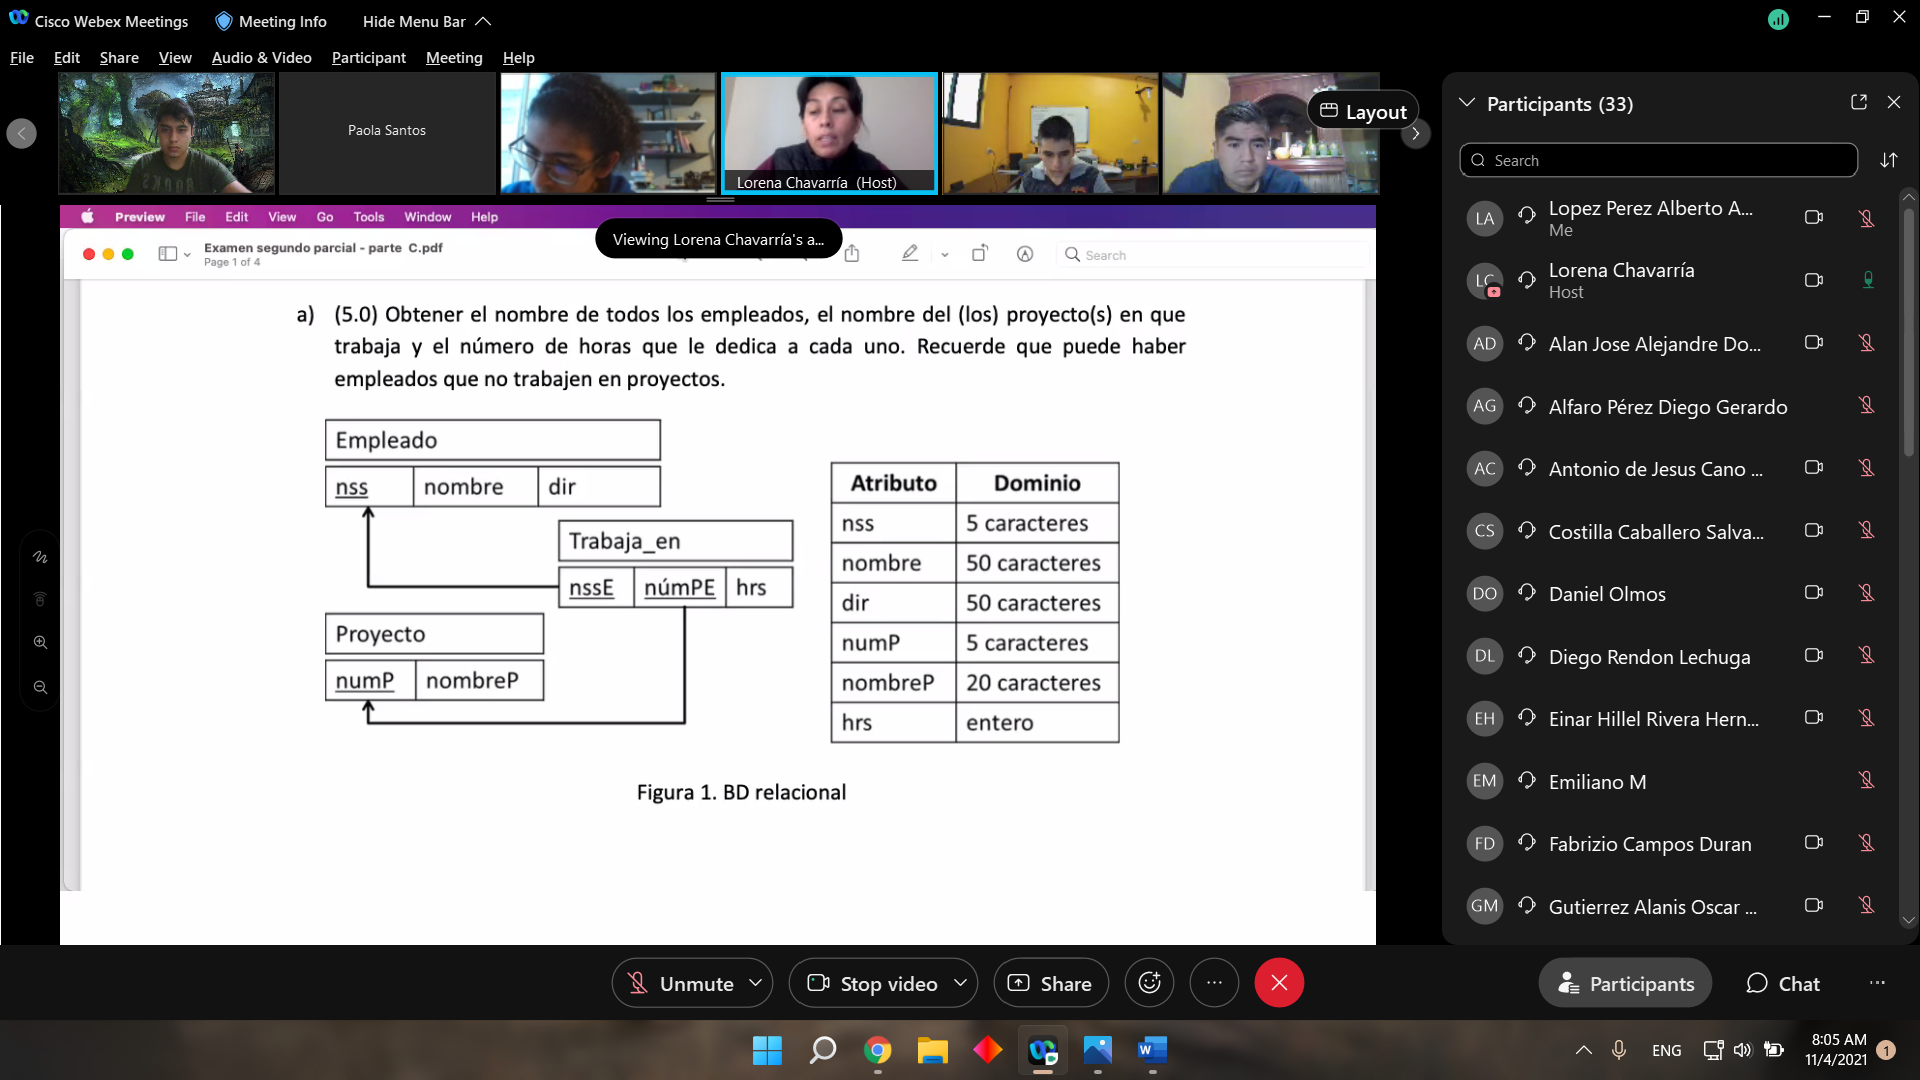 Cisco Webex Meetings
Meeting Info
Hide Menu Bar
File Edit Share View Audio & Video Participant Meeting Help
Paola Santos
Lorena Chavarría (Host)
Layout
Preview File Edit View Go Tools Window Help
Examen segundo parcial - parte C.pdf
Page 1 of 4
Viewing Lorena Chavarría's a...
Search
a) (5.0) Obtener el nombre de todos los empleados, el nombre del (los) proyecto(s) en que
trabaja y el número de horas que le dedica a cada uno. Recuerde que puede haber
empleados que no trabajen en proyectos.
Empleado
nss nombre dir
Trabaja_en
nssE númPE hrs
Proyecto
numP nombreP
Atributo Dominio
nss 5 caracteres
nombre 50 caracteres
dir 50 caracteres
numP 5 caracteres
nombreP 20 caracteres
hrs entero
Figura 1. BD relacional
Participants (33)
Search
LA Lopez Perez Alberto A...
Me
LC Lorena Chavarría
Host
AD Alan Jose Alejandre Do...
AG Alfaro Pérez Diego Gerardo
AC Antonio de Jesus Cano ...
CS Costilla Caballero Salva...
DO Daniel Olmos
DL Diego Rendon Lechuga
EH Einar Hillel Rivera Hern...
EM Emiliano M
FD Fabrizio Campos Duran
GM Gutierrez Alanis Oscar ...
Unmute
Stop video
Share
Participants
Chat
ENG
8:05 AM
11/4/2021
1